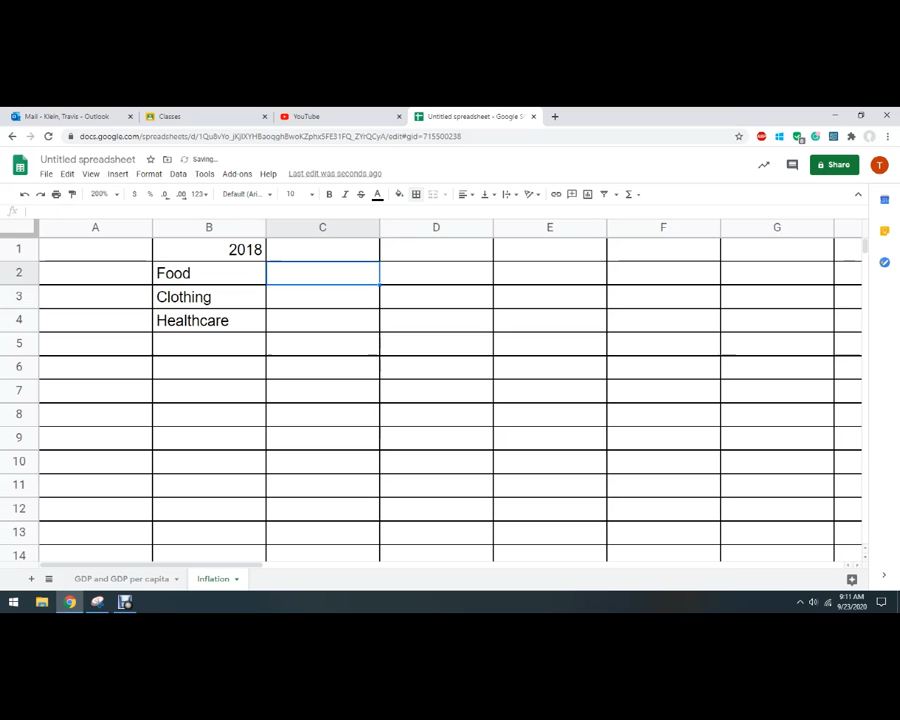 Mail - Klein, Travis - Outlook
Classes
YouTube
Untitled spreadsheet - Google S
docs.google.com/spreadsheets/d/1Qu8vYo_jKjIXYHBaoqghBwoKZphxSFE31FQ_ZYrQCyA/edit#gid=715500238
Untitled spreadsheet
Saving...
File Edit View Insert Format Data Tools Add-ons Help Last edit was seconds ago
Share
T
200% $ % .0 .00 123 Default (Ari... 10 B I S A
fx
A B C D E F G
1 2018
2 Food
3 Clothing
4 Healthcare
5
6
7
8
9
10
11
12
13
14
GDP and GDP per capita
Inflation
9:11 AM
9/23/2020